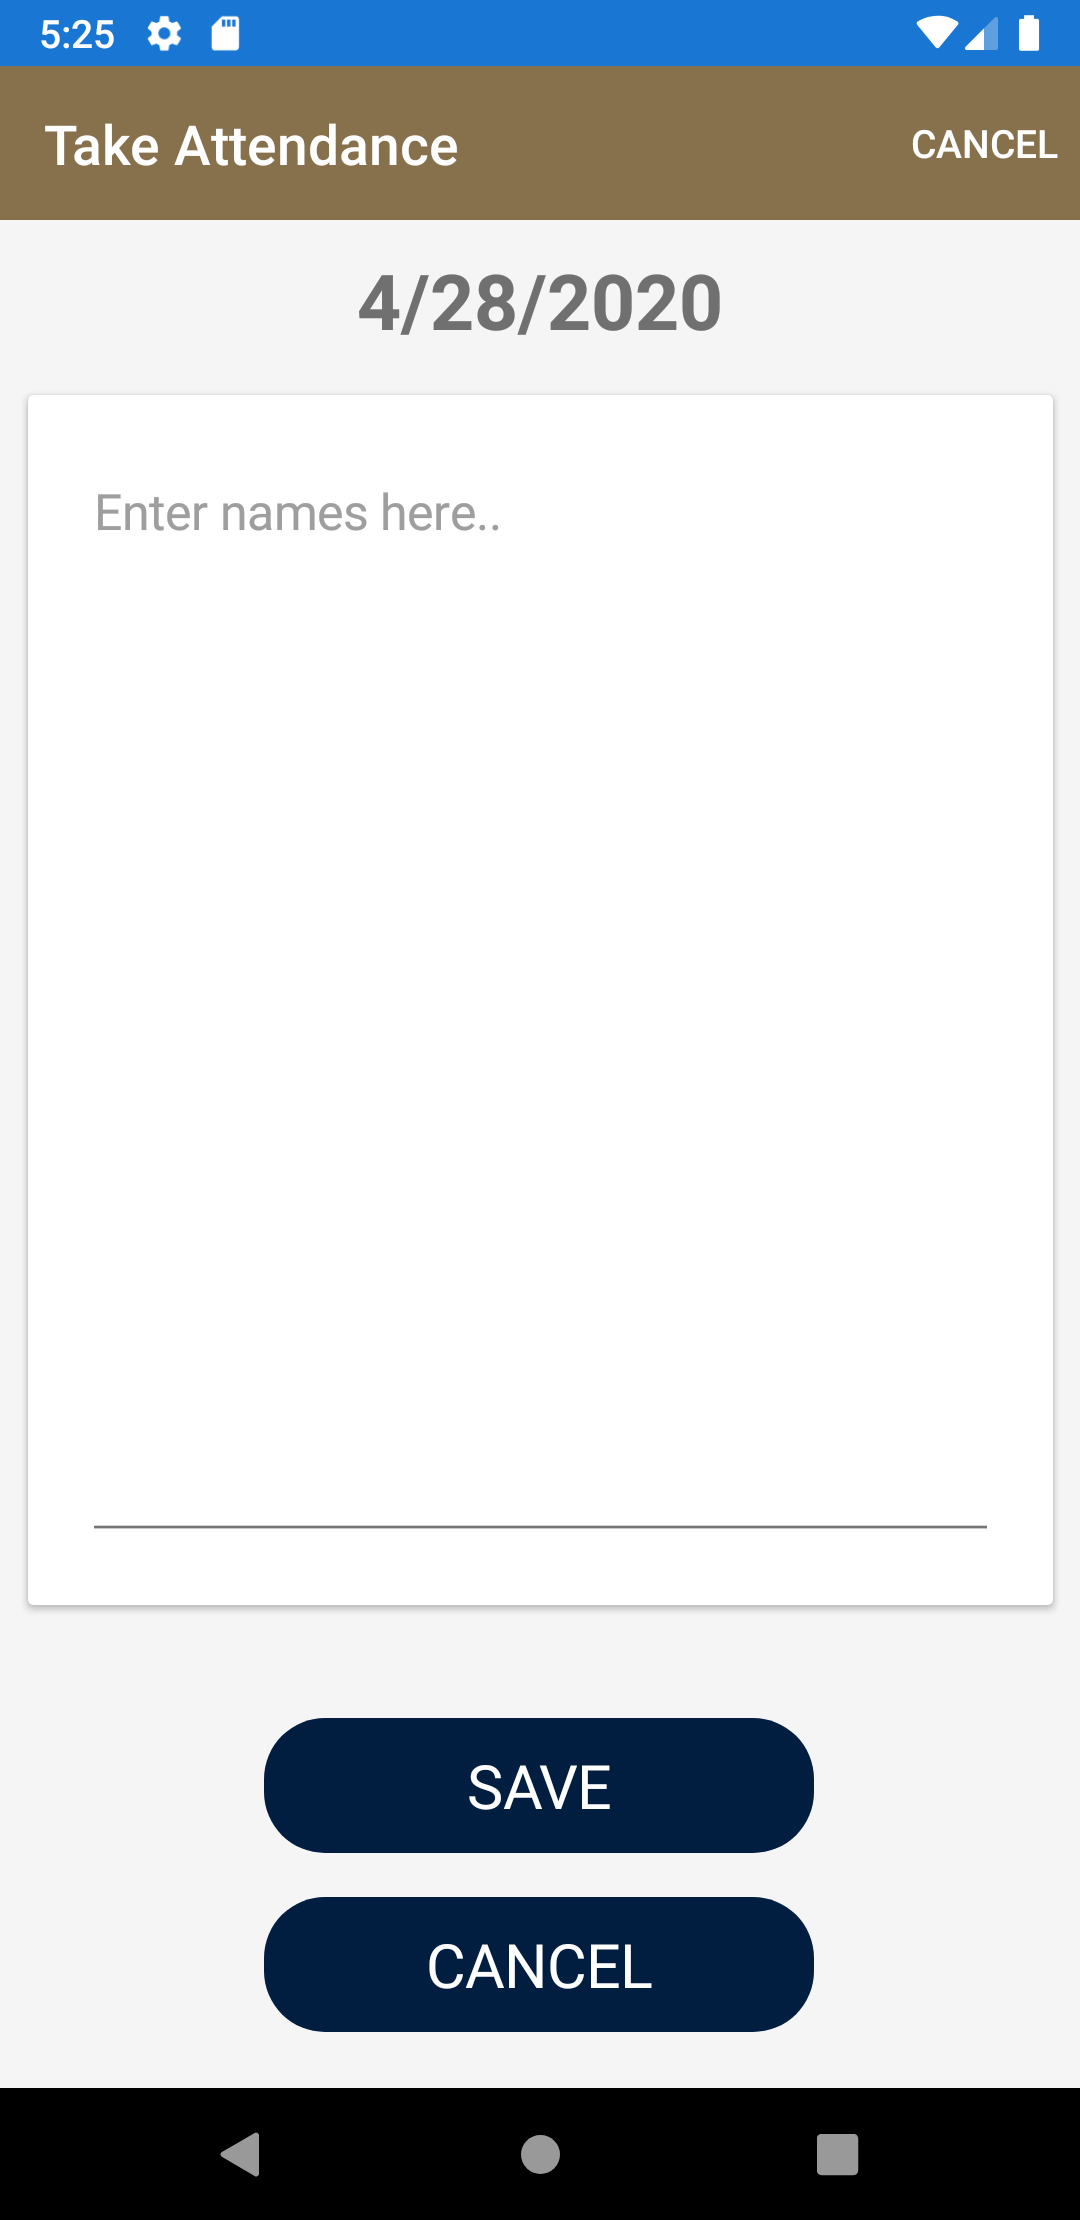 5:25
Take Attendance
CANCEL
4/28/2020
Enter names here..
SAVE
CANCEL